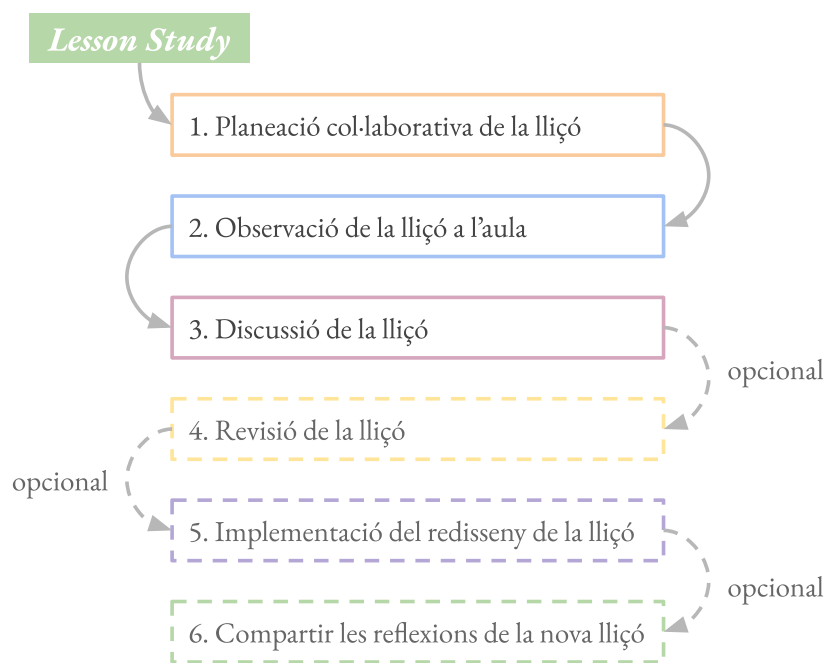 Lesson Study
1. Planeació col·laborativa de la lliçó
2. Observació de la lliçó a l’aula
3. Discussió de la lliçó
opcional
4. Revisió de la lliçó
opcional
5. Implementació del redisseny de la lliçó
opcional
6. Compartir les reflexions de la nova lliçó